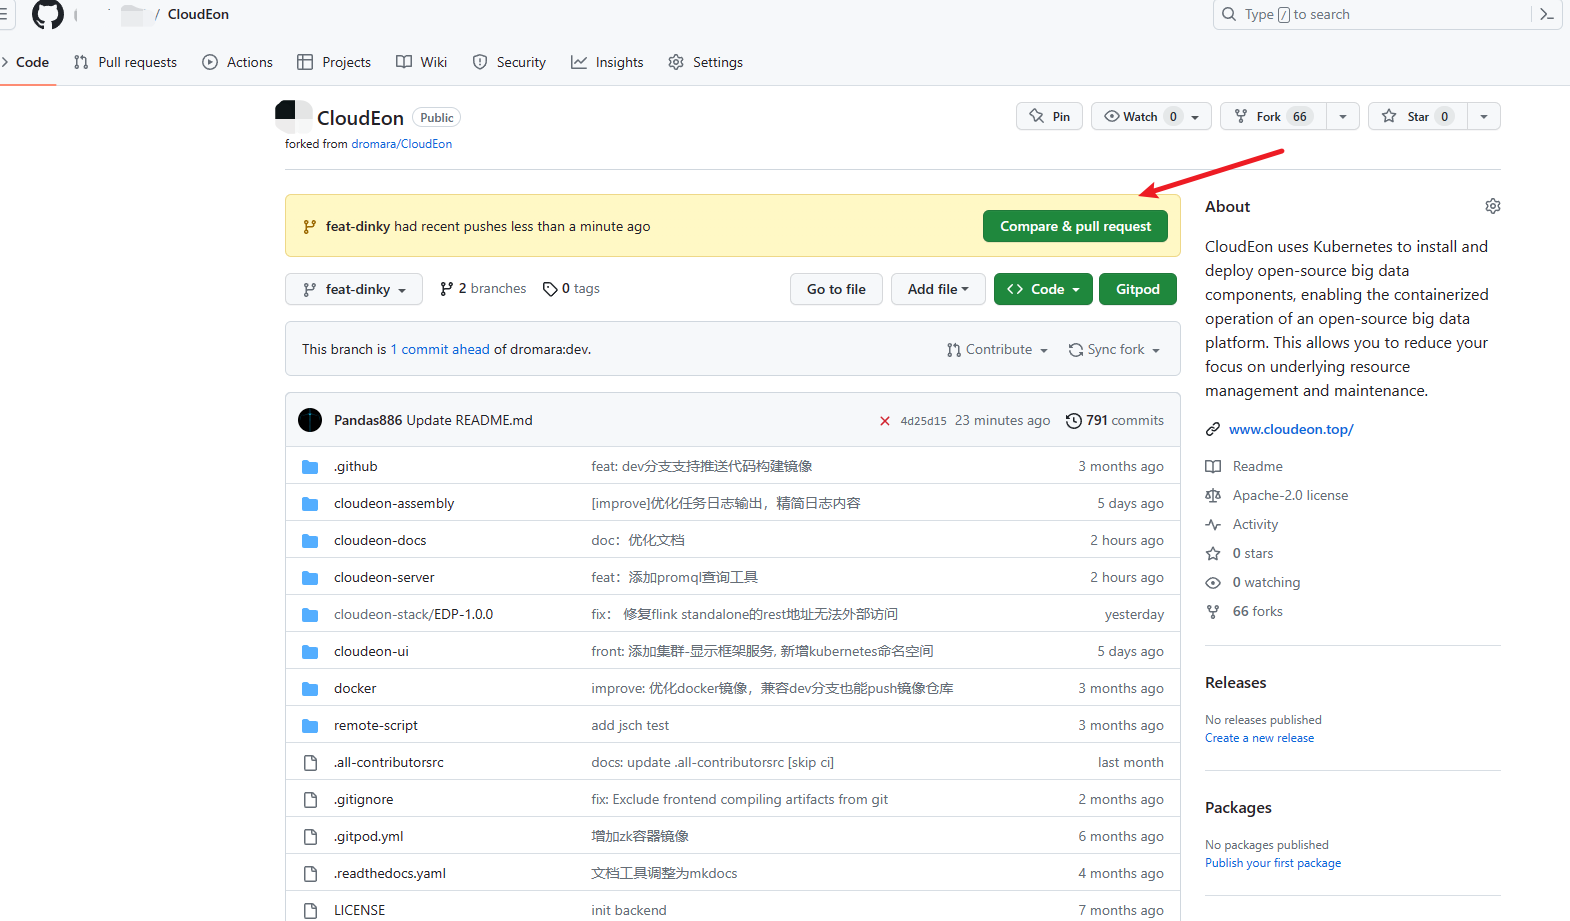 / CloudEon
Type / to search
Code
Pull requests
Actions
Projects
Wiki
Security
Insights
Settings
CloudEon Public
forked from dromara/CloudEon
Pin
Watch 0
Fork 66
Star 0
feat-dinky had recent pushes less than a minute ago
Compare & pull request
feat-dinky
2 branches
0 tags
Go to file
Add file
Code
Gitpod
This branch is 1 commit ahead of dromara:dev.
Contribute
Sync fork
Pandas886 Update README.md
4d25d15 23 minutes ago
791 commits
.github feat: dev分支支持推送代码构建镜像 3 months ago
cloudeon-assembly [improve]优化任务日志输出，精简日志内容 5 days ago
cloudeon-docs doc：优化文档 2 hours ago
cloudeon-server feat：添加promql查询工具 2 hours ago
cloudeon-stack/EDP-1.0.0 fix： 修复flink standalone的rest地址无法外部访问 yesterday
cloudeon-ui front: 添加集群-显示框架服务, 新增kubernetes命名空间 5 days ago
docker improve: 优化docker镜像，兼容dev分支也能push镜像仓库 3 months ago
remote-script add jsch test 3 months ago
.all-contributorsrc docs: update .all-contributorsrc [skip ci] last month
.gitignore fix: Exclude frontend compiling artifacts from git 2 months ago
.gitpod.yml 增加zk容器镜像 6 months ago
.readthedocs.yaml 文档工具调整为mkdocs 4 months ago
LICENSE init backend 7 months ago
About
CloudEon uses Kubernetes to install and
deploy open-source big data
components, enabling the containerized
operation of an open-source big data
platform. This allows you to reduce your
focus on underlying resource
management and maintenance.
www.cloudeon.top/
Readme
Apache-2.0 license
Activity
0 stars
0 watching
66 forks
Releases
No releases published
Create a new release
Packages
No packages published
Publish your first package